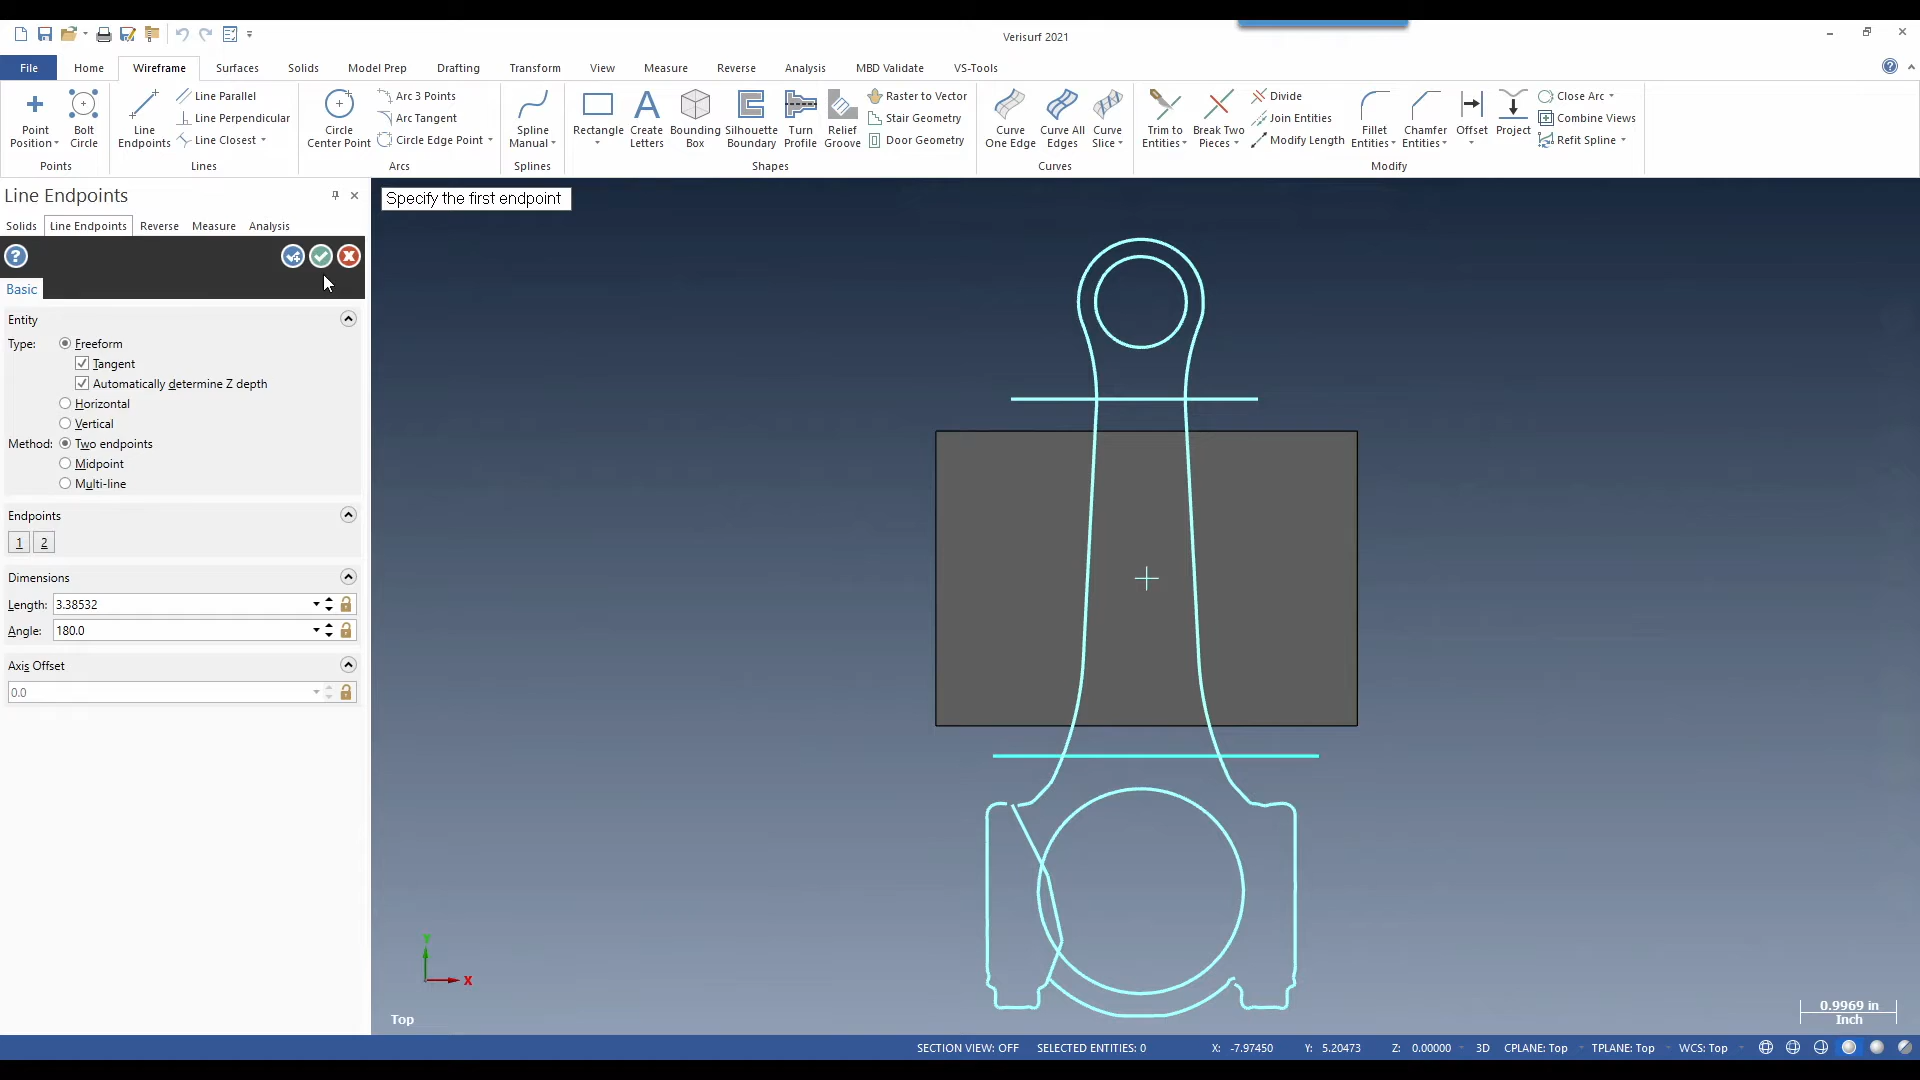 Verisurf 2021
File Home Wireframe Surfaces Solids Model Prep Drafting Transform View Measure Reverse Analysis MBD Validate VS-Tools
Point Position
Bolt Circle
Points
Line Endpoints
Line Parallel
Line Perpendicular
Line Closest
Lines
Circle Center Point
Arc 3 Points
Arc Tangent
Circle Edge Point
Arcs
Spline Manual
Splines
Rectangle
Create Letters
Bounding Box
Silhouette Boundary
Turn Profile
Relief Groove
Raster to Vector
Stair Geometry
Door Geometry
Shapes
Curve One Edge
Curve All Edges
Curve Slice
Curves
Trim to Entities
Break Two Pieces
Divide
Join Entities
Modify Length
Fillet Entities
Chamfer Entities
Offset
Project
Close Arc
Combine Views
Refit Spline
Modify
Line Endpoints
Solids Line Endpoints Reverse Measure Analysis
Basic
Entity
Type: Freeform
Tangent
Automatically determine Z depth
Horizontal
Vertical
Method: Two endpoints
Midpoint
Multi-line
Endpoints
1 2
Dimensions
Length: 3.38532
Angle: 180.0
Axis Offset
0.0
Specify the first endpoint
Y
X
Top
0.9969 in
Inch
SECTION VIEW: OFF SELECTED ENTITIES: 0 X: -7.97450 Y: 5.20473 Z: 0.00000 3D CPLANE: Top TPLANE: Top WCS: Top